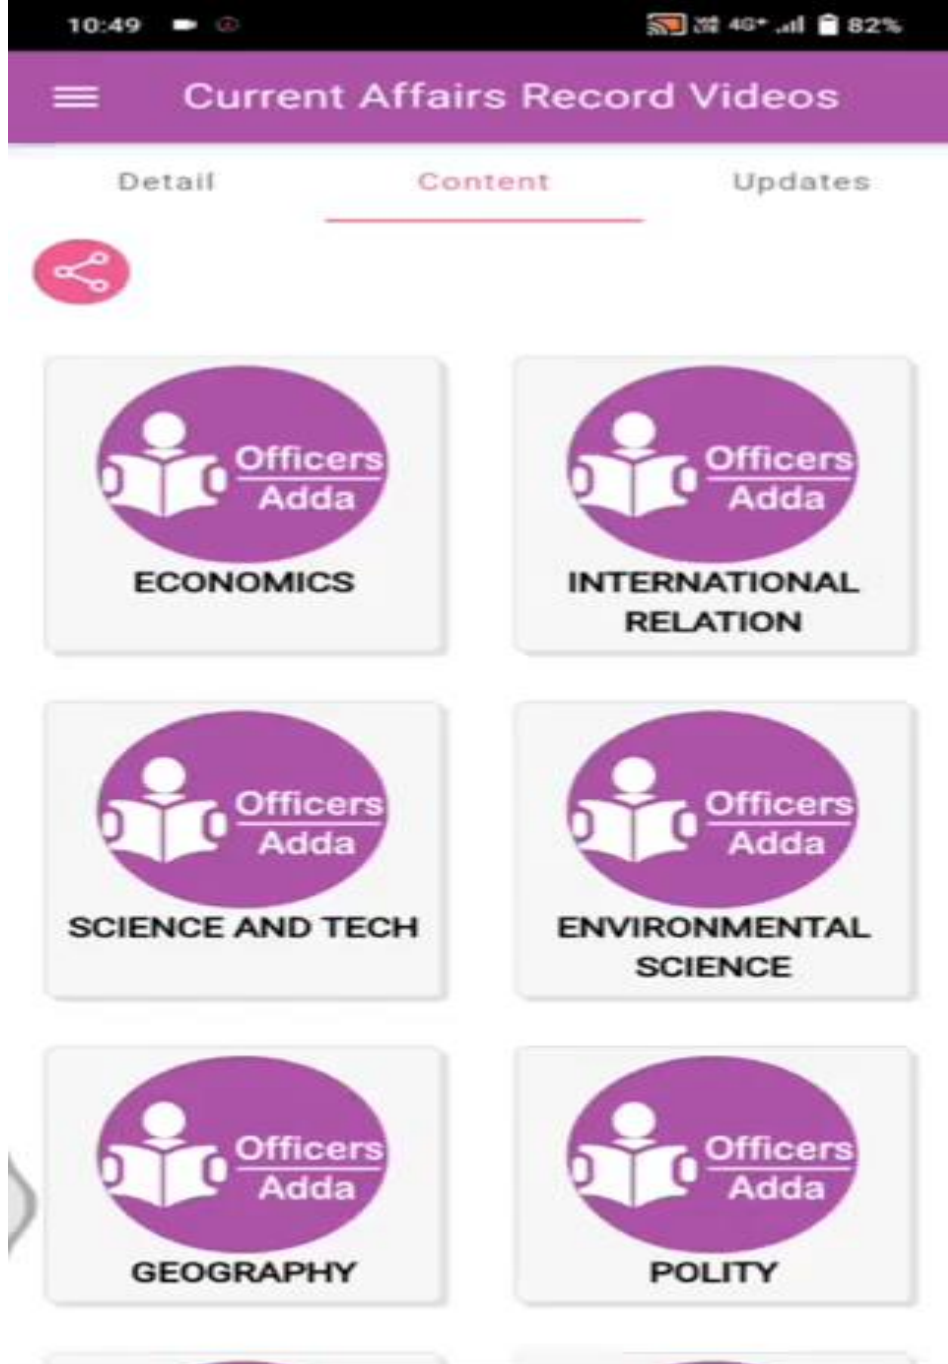 10:49 4G+ 82%
Current Affairs Record Videos
Detail Content Updates
Officers Officers
Adda Adda
ECONOMICS INTERNATIONAL
RELATION
Officers Officers
Adda Adda
SCIENCE AND TECH ENVIRONMENTAL
SCIENCE
Officers Officers
Adda Adda
GEOGRAPHY POLITY